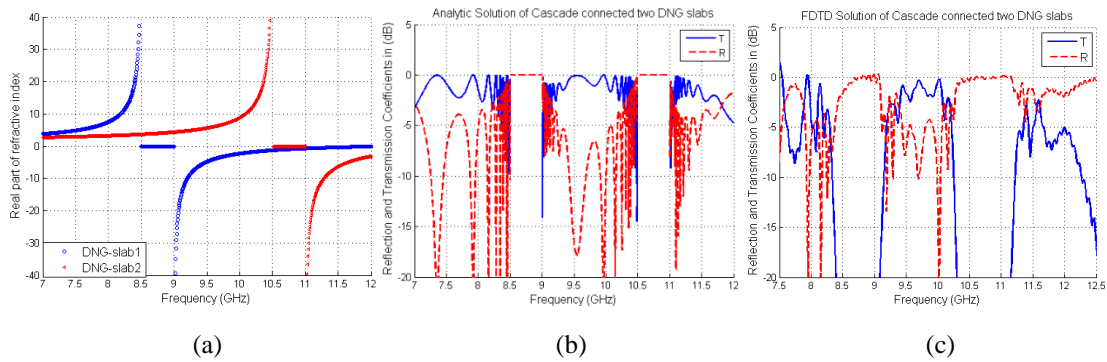 Real part of refractive index
40
30
20
10
0
-10
-20
-30
-40
7 7.5 8 8.5 9 9.5 10 10.5 11 11.5 12
Frequency (GHz)
DNG-slab1
DNG-slab2
(a)
Analytic Solution of Cascade connected two DNG slabs
Reflection and Transmission Coefficients in (dB)
5
0
-5
-10
-15
-20
7 7.5 8 8.5 9 9.5 10 10.5 11 11.5 12
Frequency (GHz)
T
R
(b)
FDTD Solution of Cascade connected two DNG slabs
Reflection and Transmission Coefficients in (dB)
5
0
-5
-10
-15
-20
7.5 8 8.5 9 9.5 10 10.5 11 11.5 12 12.5
Frequency (GHz)
T
R
(c)